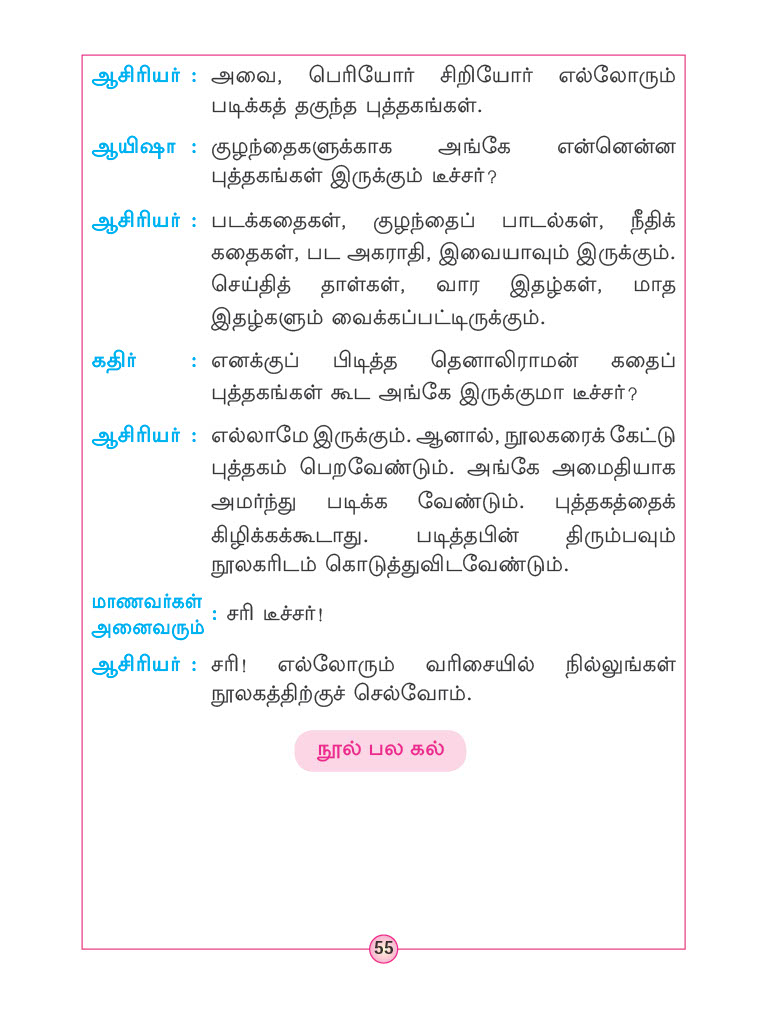 ஆசிரியர் : அவை, பெரியோர் சிறியோர் எல்லோரும்
படிக்கத் தகுந்த புத்தகங்கள்.
ஆயிஷா : குழந்தைகளுக்காக அங்கே என்னென்ன
புத்தகங்கள் இருக்கும் டீச்சர்?
ஆசிரியர் : படக்கதைகள், குழந்தைப் பாடல்கள், நீதிக்
கதைகள், பட அகராதி, இவையாவும் இருக்கும்.
செய்தித் தாள்கள், வார இதழ்கள், மாத
இதழ்களும் வைக்கப்பட்டிருக்கும்.
கதிர் : எனக்குப் பிடித்த தெனாலிராமன் கதைப்
புத்தகங்கள் கூட அங்கே இருக்குமா டீச்சர்?
ஆசிரியர் : எல்லாமே இருக்கும். ஆனால், நூலகரைக் கேட்டு
புத்தகம் பெறவேண்டும். அங்கே அமைதியாக
அமர்ந்து படிக்க வேண்டும். புத்தகத்தைக்
கிழிக்கக்கூடாது. படித்தபின் திரும்பவும்
நூலகரிடம் கொடுத்துவிடவேண்டும்.
மாணவர்கள்
அனைவரும் : சரி டீச்சர்!
ஆசிரியர் : சரி! எல்லோரும் வரிசையில் நில்லுங்கள்
நூலகத்திற்குச் செல்வோம்.
நூல் பல கல்
55